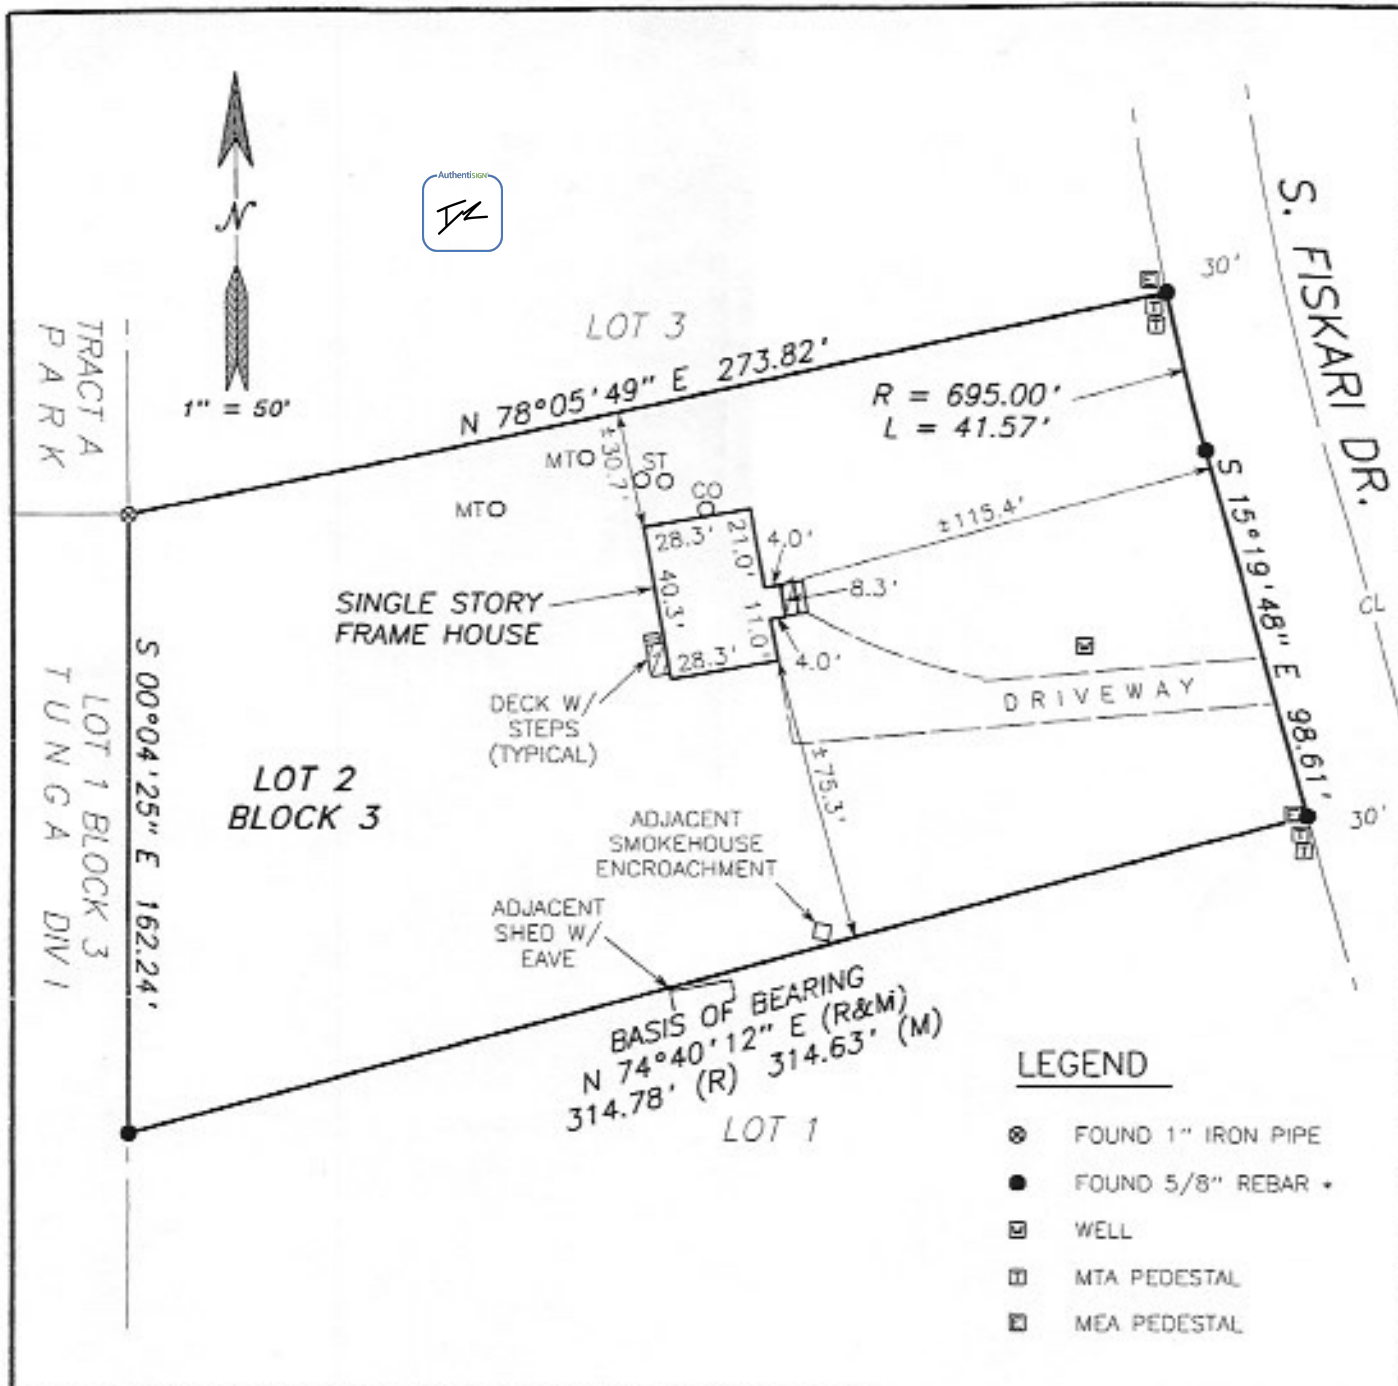 AuthentiSIGN
N
1" = 50'
TRACT A
PARK
LOT 3
N 78°05'49" E 273.82'
R = 695.00'
L = 41.57'
30'
S. FISKARI DR.
CL
MT
MT
±30.7'
ST
CO
28.3'
21.0'
4.0'
8.3'
40.3'
11.0'
28.3'
4.0'
±115.4'
S 15°19'48" E 98.61'
SINGLE STORY
FRAME HOUSE
DECK W/
STEPS
(TYPICAL)
DRIVEWAY
±75.3'
S 00°04'25" E 162.24'
LOT 1 BLOCK 3
TUNGA DIV I
LOT 2
BLOCK 3
ADJACENT
SMOKEHOUSE
ENCROACHMENT
ADJACENT
SHED W/
EAVE
30'
BASIS OF BEARING
N 74°40'12" E (R&M)
314.78' (R) 314.63' (M)
LOT 1
LEGEND
FOUND 1" IRON PIPE
FOUND 5/8" REBAR *
WELL
T MTA PEDESTAL
E MEA PEDESTAL